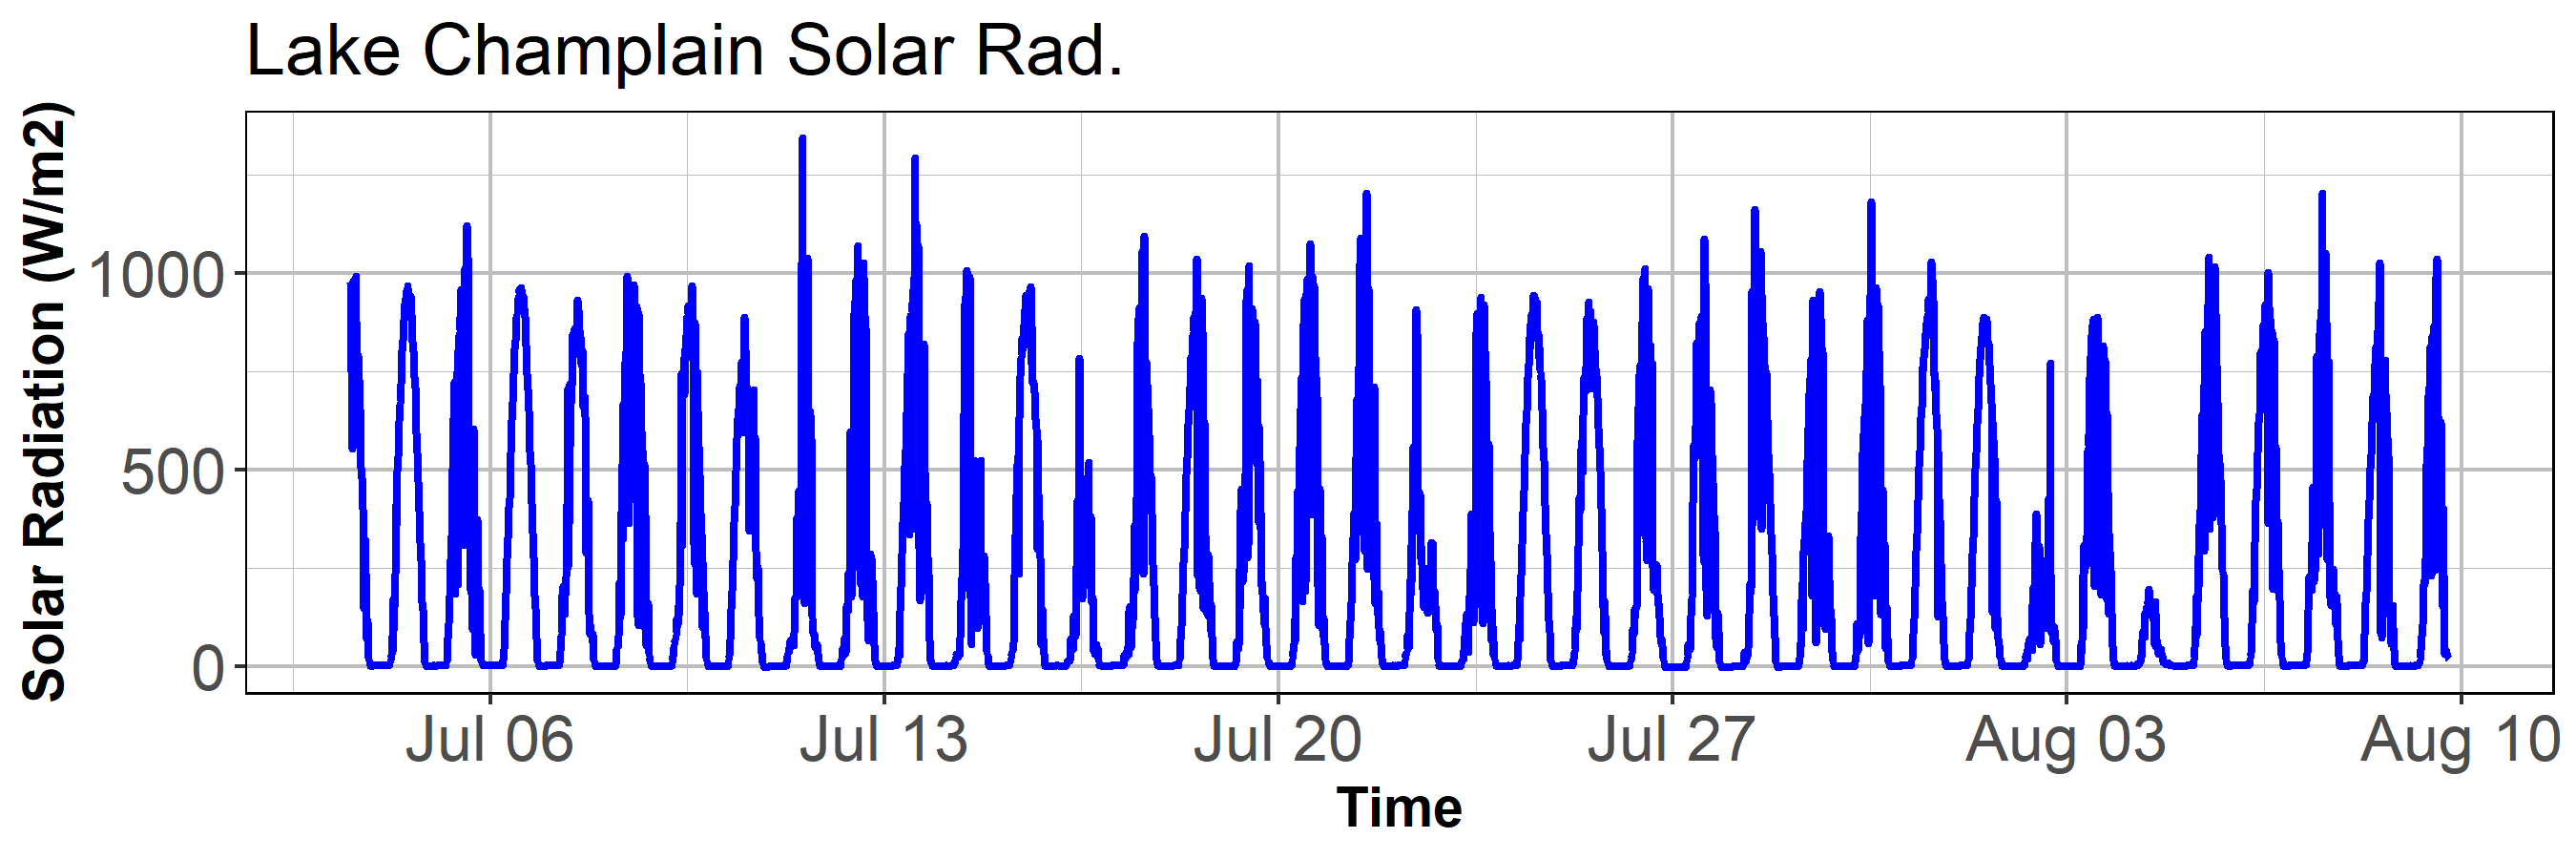 Lake Champlain Solar Rad.
Solar Radiation (W/m2)
1000
500
0
Jul 06 Jul 13 Jul 20 Jul 27 Aug 03 Aug 10
Time